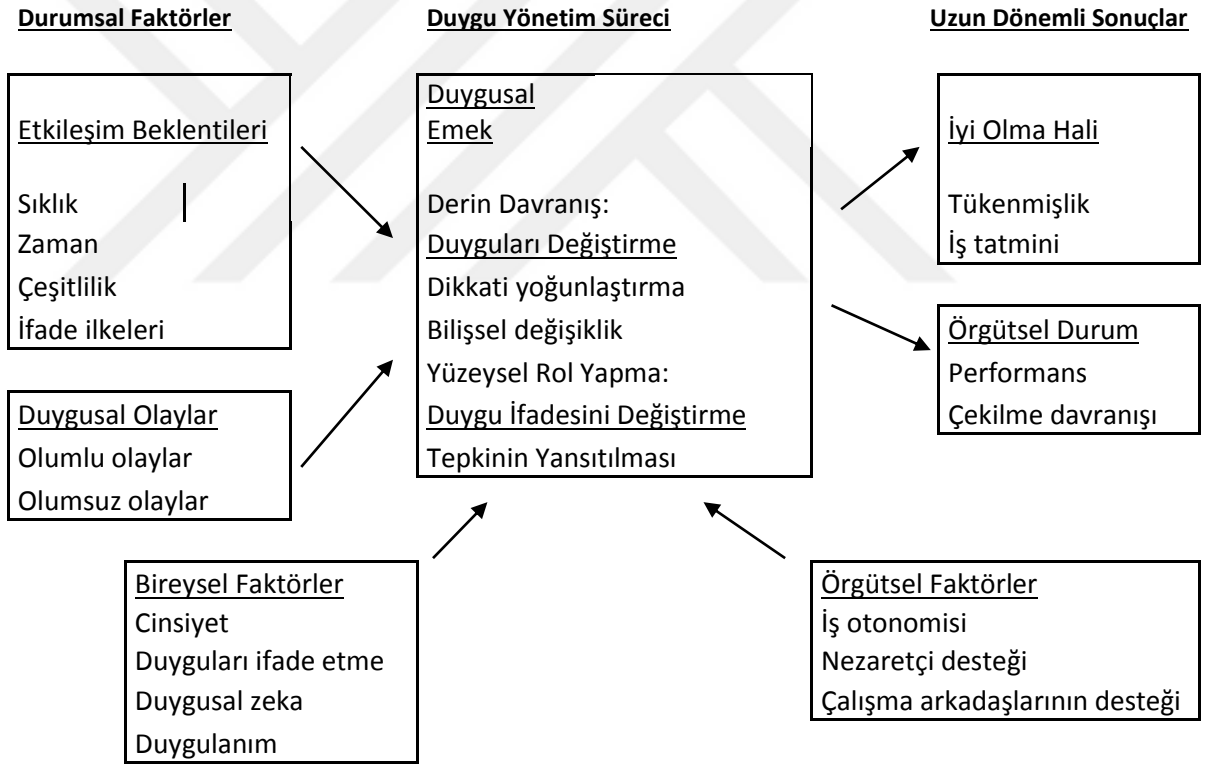 Durumsal Faktörler
Duygu Yönetim Süreci
Uzun Dönemli Sonuçlar
Etkileşim Beklentileri
Sıklık
Zaman
Çeşitlilik
İfade ilkeleri
Duygusal Olaylar
Olumlu olaylar
Olumsuz olaylar
Duygusal
Emek
Derin Davranış:
Duyguları Değiştirme
Dikkati yoğunlaştırma
Bilişsel değişiklik
Yüzeysel Rol Yapma:
Duygu İfadesini Değiştirme
Tepkinin Yansıtılması
İyi Olma Hali
Tükenmişlik
İş tatmini
Örgütsel Durum
Performans
Çekilme davranışı
Bireysel Faktörler
Cinsiyet
Duyguları ifade etme
Duygusal zeka
Duygulanım
Örgütsel Faktörler
İş otonomisi
Nezaretçi desteği
Çalışma arkadaşlarının desteği